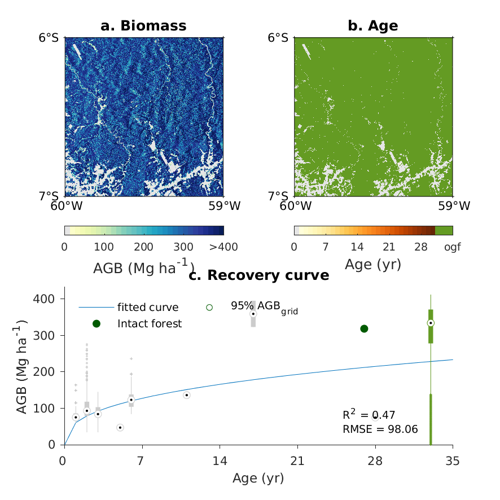 a. Biomass
b. Age
6°S
6°S
7°S
7°S
60°W
59°W
60°W
59°W
0 100 200 300 >400
0 7 14 21 28 ogf
AGB (Mg ha-1)
Age (yr)
c. Recovery curve
400
300
200
100
0
AGB (Mg ha-1)
fitted curve
95% AGBgrid
Intact forest
R2 = 0.47
RMSE = 98.06
0 7 14 21 28 35
Age (yr)